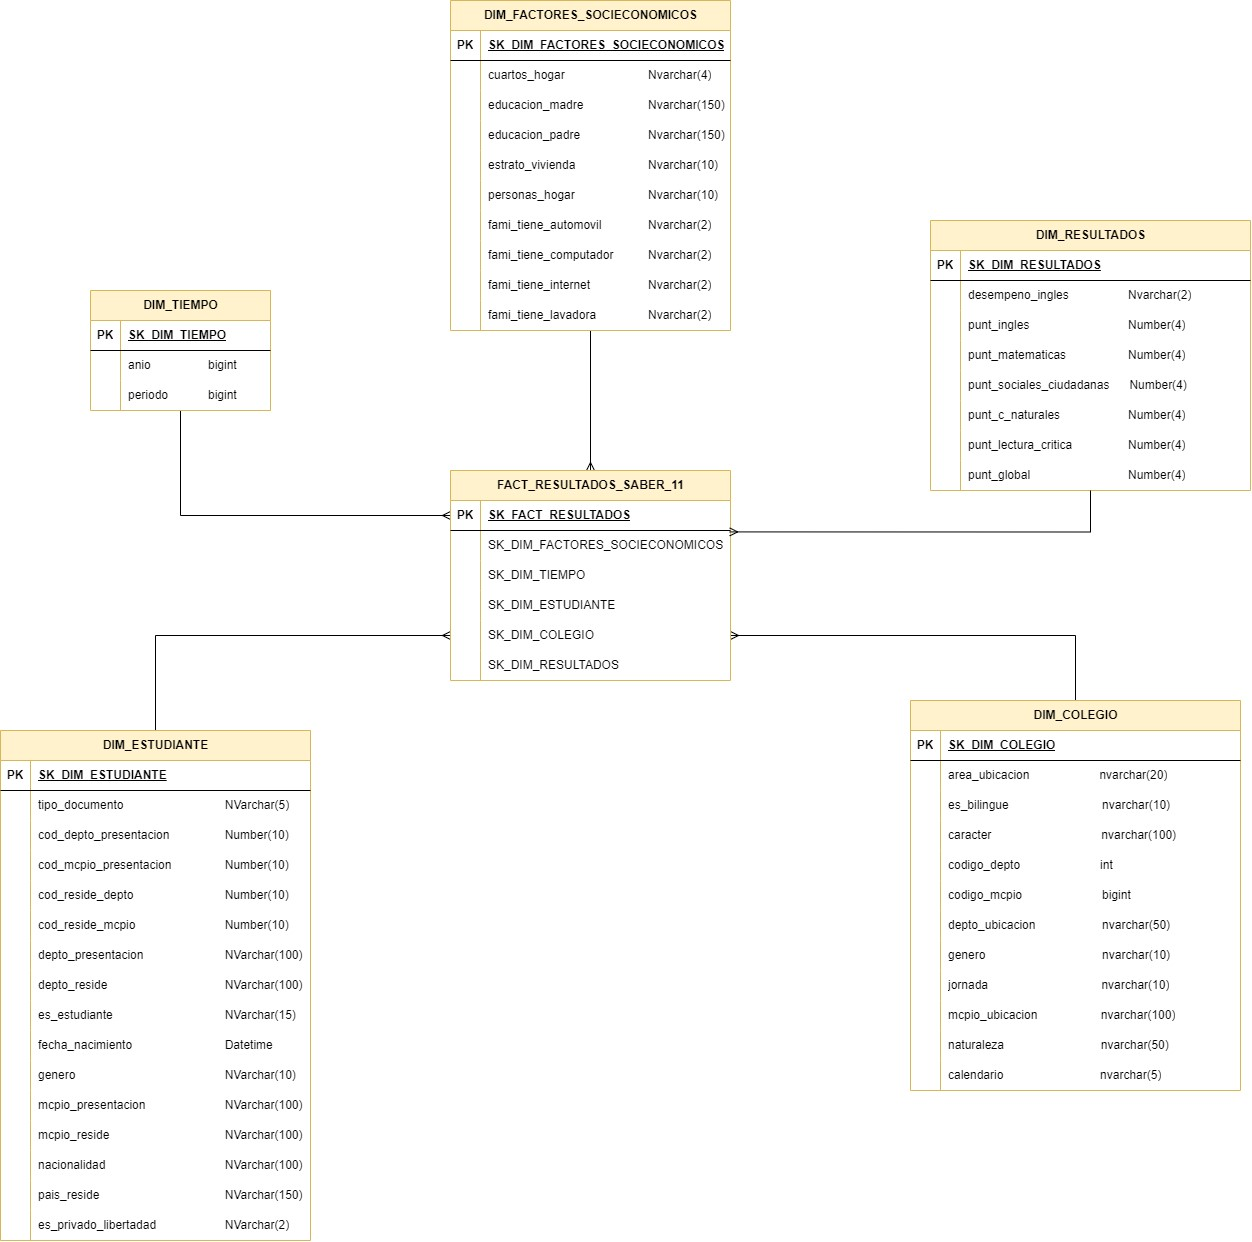 DIM_FACTORES_SOCIECONOMICOS
PK SK_DIM_FACTORES_SOCIECONOMICOS
cuartos_hogar Nvarchar(4)
educacion_madre Nvarchar(150)
educacion_padre Nvarchar(150)
estrato_vivienda Nvarchar(10)
personas_hogar Nvarchar(10)
fami_tiene_automovil Nvarchar(2)
fami_tiene_computador Nvarchar(2)
fami_tiene_internet Nvarchar(2)
fami_tiene_lavadora Nvarchar(2)
DIM_RESULTADOS
PK SK_DIM_RESULTADOS
desempeno_ingles Nvarchar(2)
punt_ingles Number(4)
punt_matematicas Number(4)
punt_sociales_ciudadanas Number(4)
punt_c_naturales Number(4)
punt_lectura_critica Number(4)
punt_global Number(4)
DIM_TIEMPO
PK SK_DIM_TIEMPO
anio bigint
periodo bigint
FACT_RESULTADOS_SABER_11
PK SK_FACT_RESULTADOS
SK_DIM_FACTORES_SOCIECONOMICOS
SK_DIM_TIEMPO
SK_DIM_ESTUDIANTE
SK_DIM_COLEGIO
SK_DIM_RESULTADOS
DIM_ESTUDIANTE
PK SK_DIM_ESTUDIANTE
tipo_documento NVarchar(5)
cod_depto_presentacion Number(10)
cod_mcpio_presentacion Number(10)
cod_reside_depto Number(10)
cod_reside_mcpio Number(10)
depto_presentacion NVarchar(100)
depto_reside NVarchar(100)
es_estudiante NVarchar(15)
fecha_nacimiento Datetime
genero NVarchar(10)
mcpio_presentacion NVarchar(100)
mcpio_reside NVarchar(100)
nacionalidad NVarchar(100)
pais_reside NVarchar(150)
es_privado_libertadad NVarchar(2)
DIM_COLEGIO
PK SK_DIM_COLEGIO
area_ubicacion nvarchar(20)
es_bilingue nvarchar(10)
caracter nvarchar(100)
codigo_depto int
codigo_mcpio bigint
depto_ubicacion nvarchar(50)
genero nvarchar(10)
jornada nvarchar(10)
mcpio_ubicacion nvarchar(100)
naturaleza nvarchar(50)
calendario nvarchar(5)